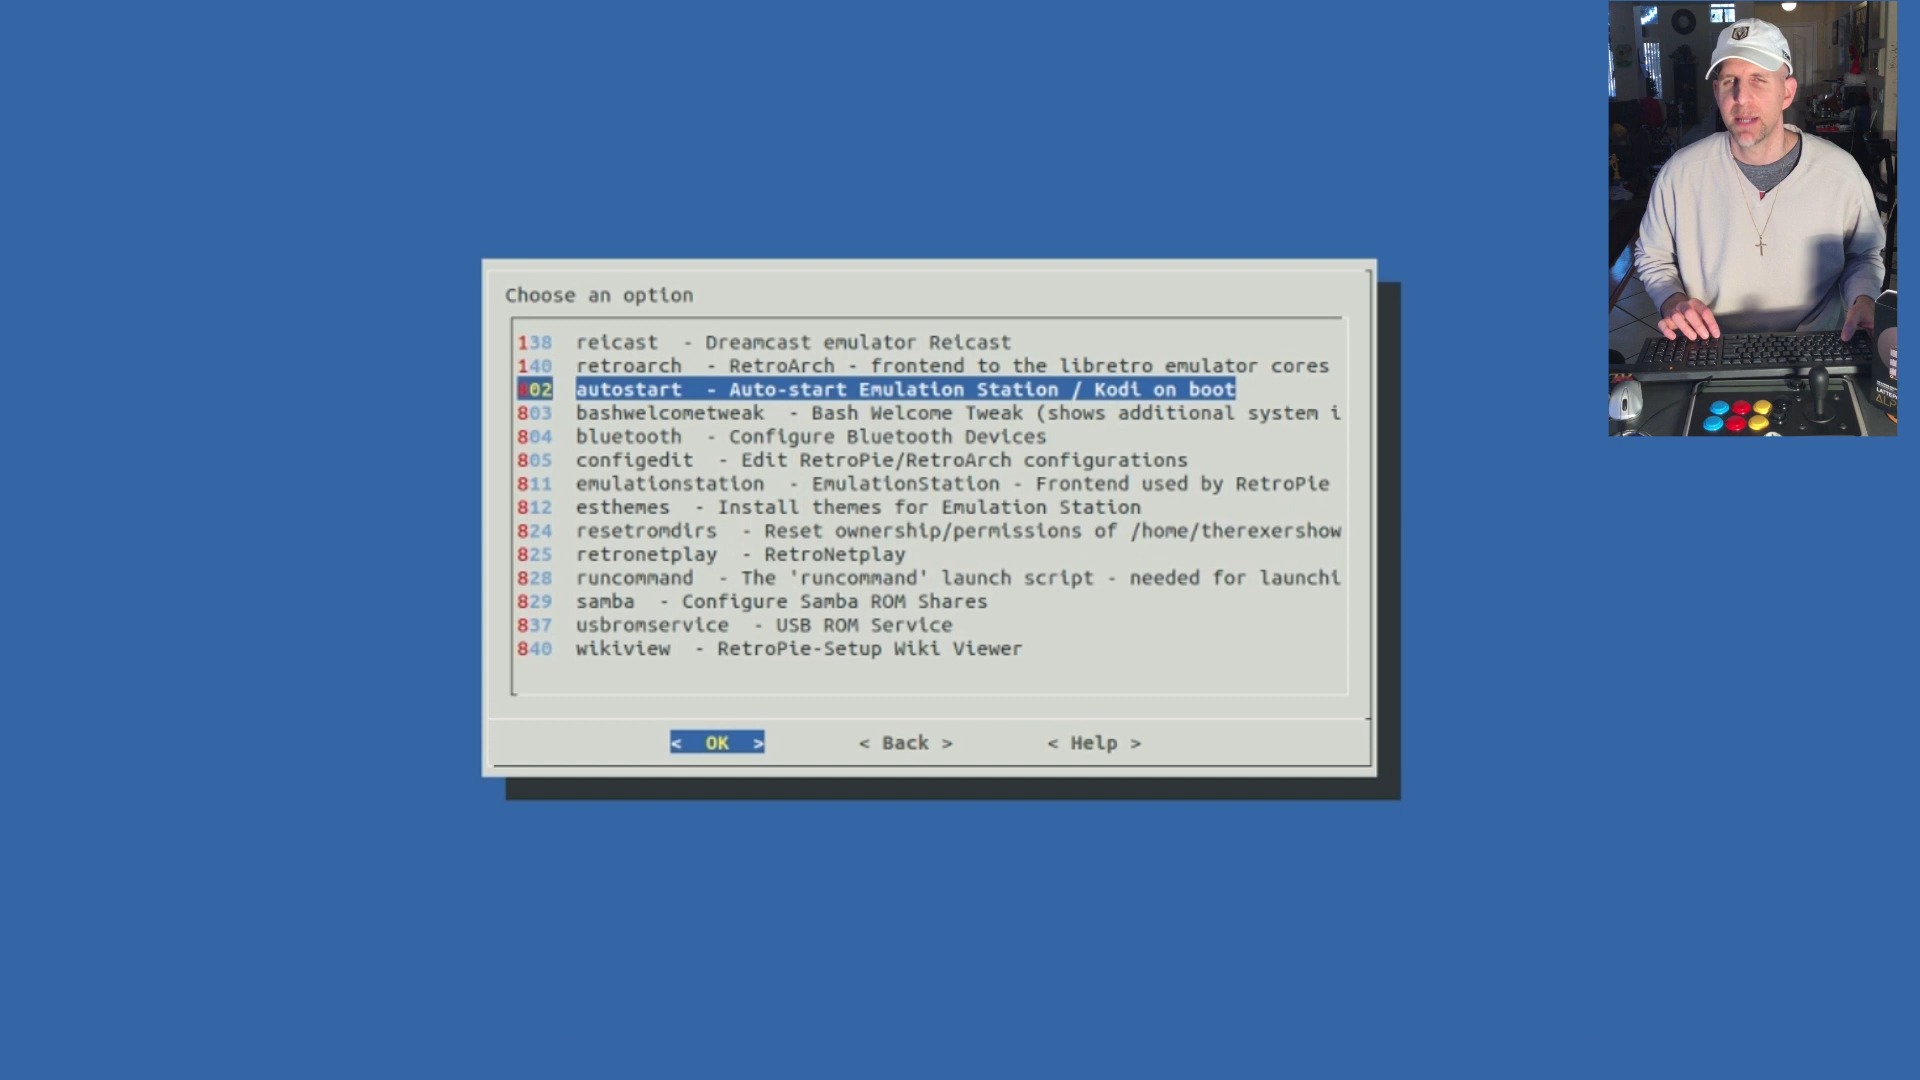 Choose an option
138 reicast - Dreamcast emulator Reicast
140 retroarch - RetroArch - frontend to the libretro emulator cores
802 autostart - Auto-start Emulation Station / Kodi on boot
803 bashwelcometweak - Bash Welcome Tweak (shows additional system i
804 bluetooth - Configure Bluetooth Devices
805 configedit - Edit RetroPie/RetroArch configurations
811 emulationstation - EmulationStation - Frontend used by RetroPie
812 esthemes - Install themes for Emulation Station
824 resetromdirs - Reset ownership/permissions of /home/therexershow
825 retronetplay - RetroNetplay
828 runcommand - The 'runcommand' launch script - needed for launchi
829 samba - Configure Samba ROM Shares
837 usbromservice - USB ROM Service
840 wikiview - RetroPie-Setup Wiki Viewer
< OK > < Back > < Help >